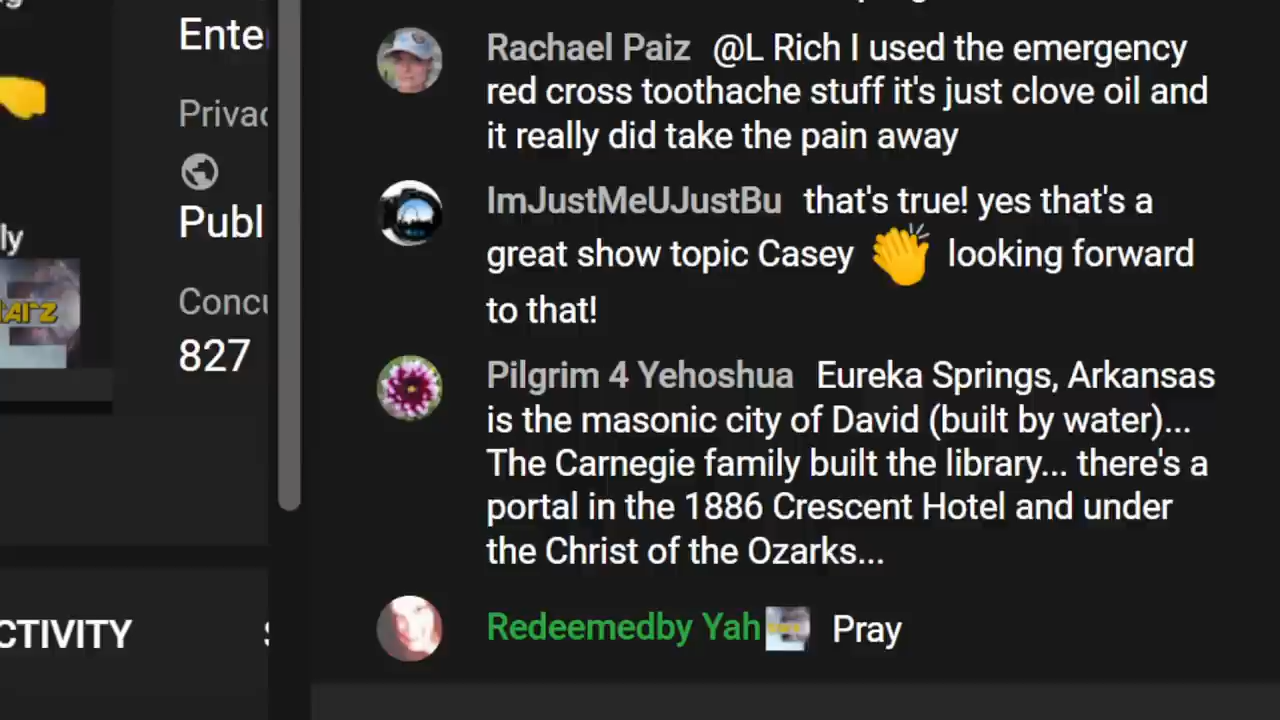 Ente
Privac
Publ
ly
Concu
827
CTIVITY
Rachael Paiz @L Rich I used the emergency
red cross toothache stuff it's just clove oil and
it really did take the pain away
ImJustMeUJustBu that's true! yes that's a
great show topic Casey 👏 looking forward
to that!
Pilgrim 4 Yehoshua Eureka Springs, Arkansas
is the masonic city of David (built by water)...
The Carnegie family built the library... there's a
portal in the 1886 Crescent Hotel and under
the Christ of the Ozarks...
Redeemedby Yah Pray